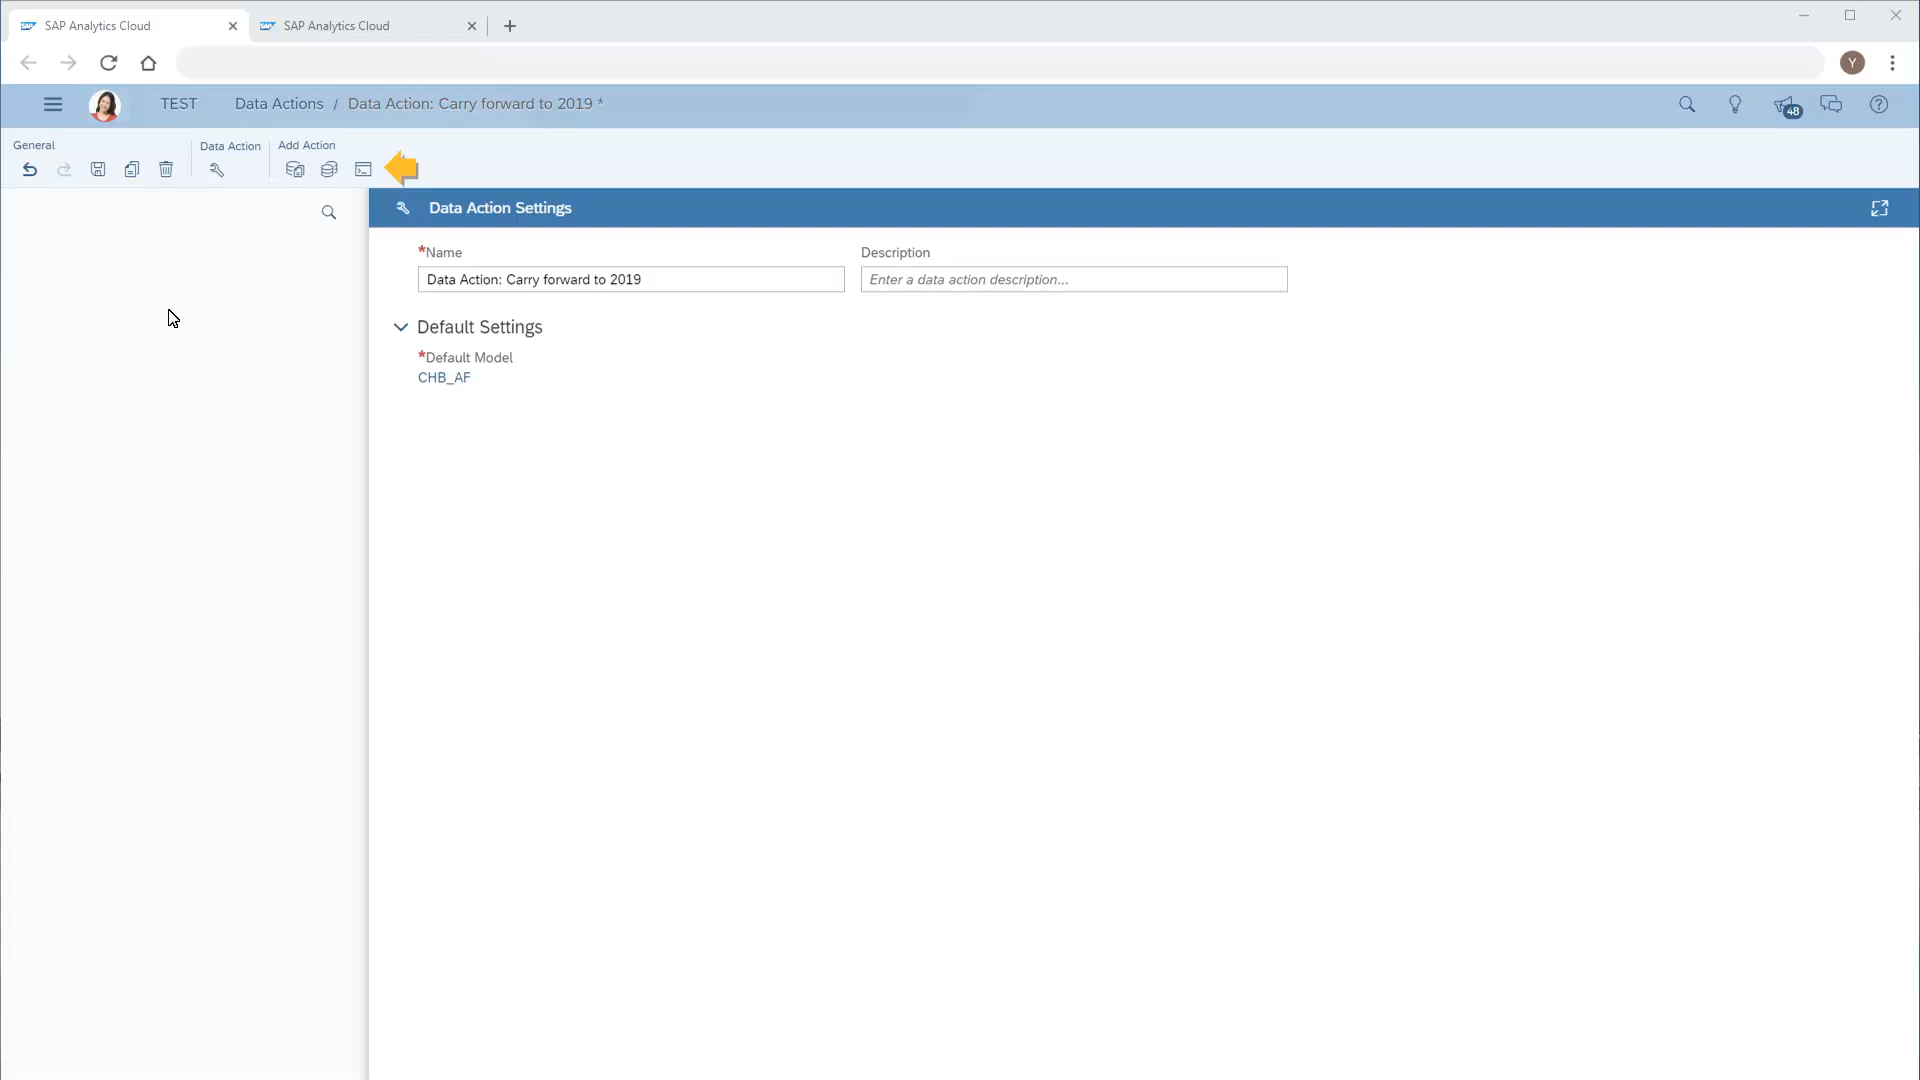 SAP Analytics Cloud
SAP Analytics Cloud
Y
TEST
Data Actions / Data Action: Carry forward to 2019 *
48
General
Data Action
Add Action
Data Action Settings
*Name
Description
Data Action: Carry forward to 2019
Enter a data action description...
Default Settings
*Default Model
CHB_AF